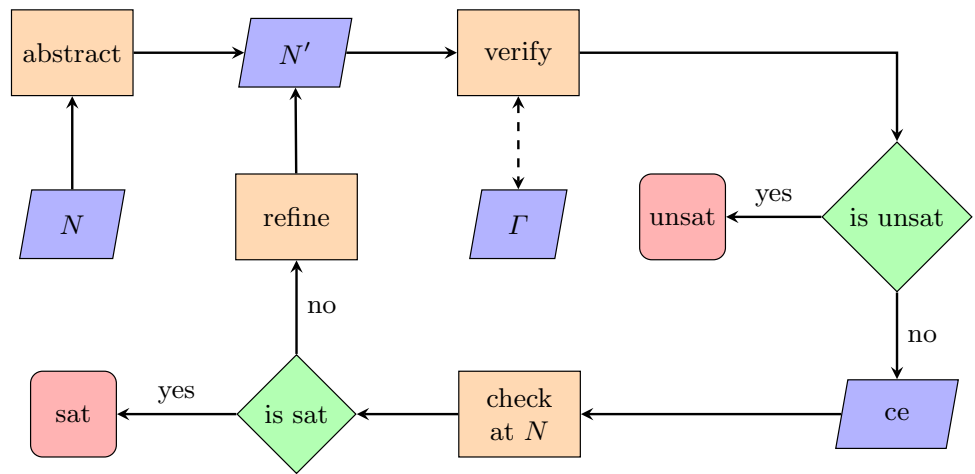 abstract
N′
verify
N
refine
Γ
unsat
yes
is unsat
no
no
sat
yes
is sat
check
at N
ce